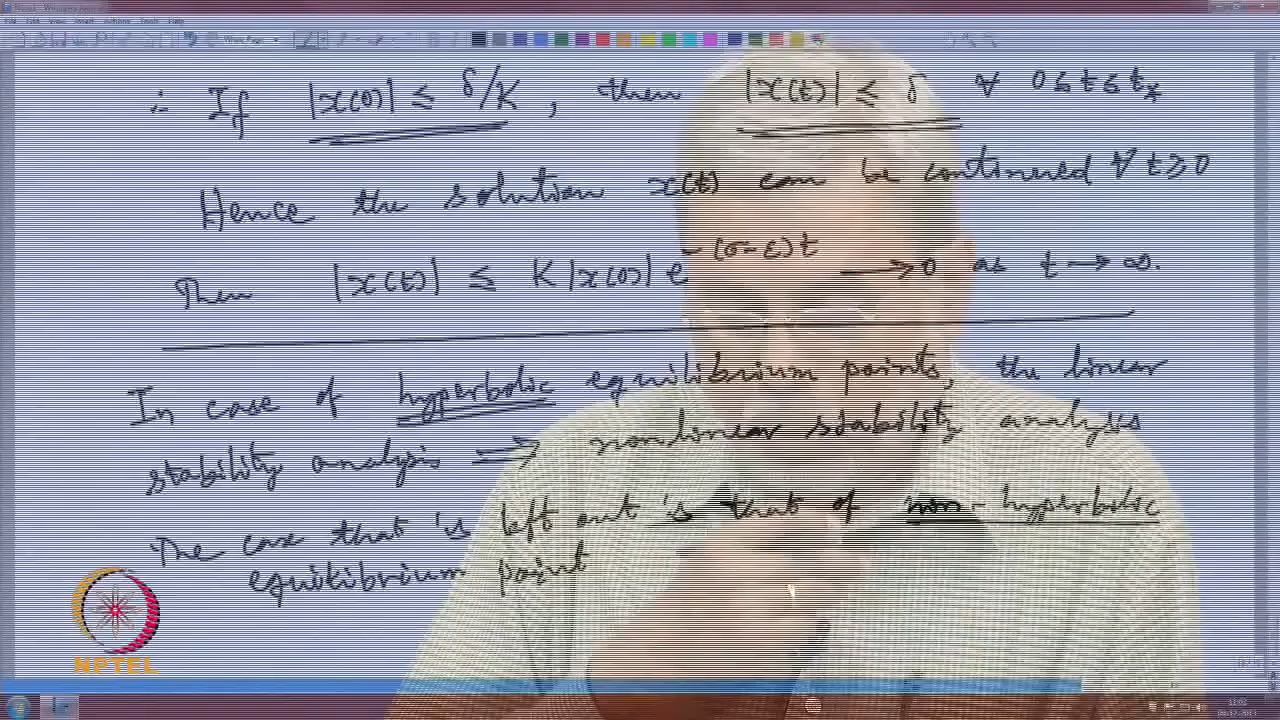 ∴ If |x(0)| ≤ δ/K, then |x(t)| ≤ δ ∀ 0 ≤ t ≤ t*
Hence the solution x(t) can be continued ∀ t ≥ 0
Then |x(t)| ≤ K |x(0)| e^{-(σ-ε)t} → 0 as t → ∞.
In case of hyperbolic equilibrium points, the linear
stability analysis ⇒ nonlinear stability analysis
The case that is left out is that of non-hyperbolic
equilibrium point
NPTEL